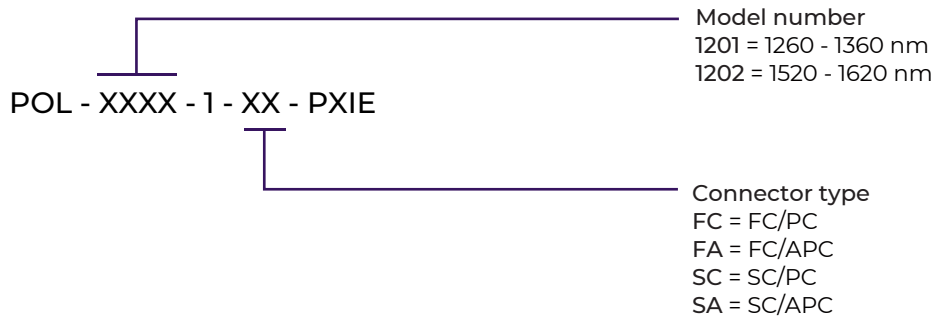 Model number
1201 = 1260 - 1360 nm
1202 = 1520 - 1620 nm
POL - XXXX - 1 - XX - PXIE
Connector type
FC = FC/PC
FA = FC/APC
SC = SC/PC
SA = SC/APC